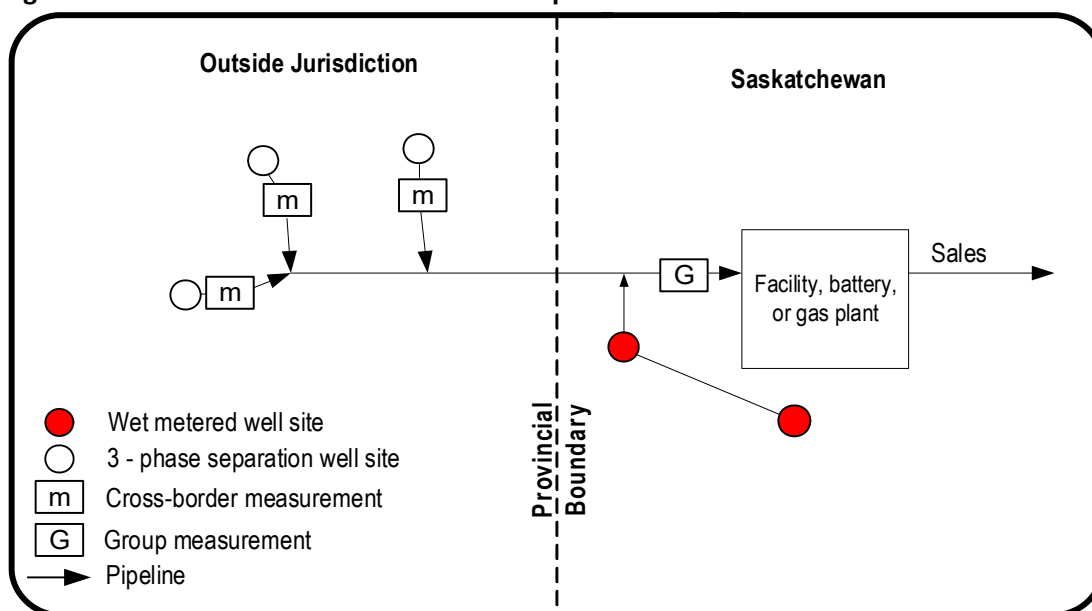 Outside Jurisdiction
Saskatchewan
m
m
m
G
Facility, battery,
or gas plant
Sales
Provincial
Boundary
Wet metered well site
3 - phase separation well site
m Cross-border measurement
G Group measurement
Pipeline